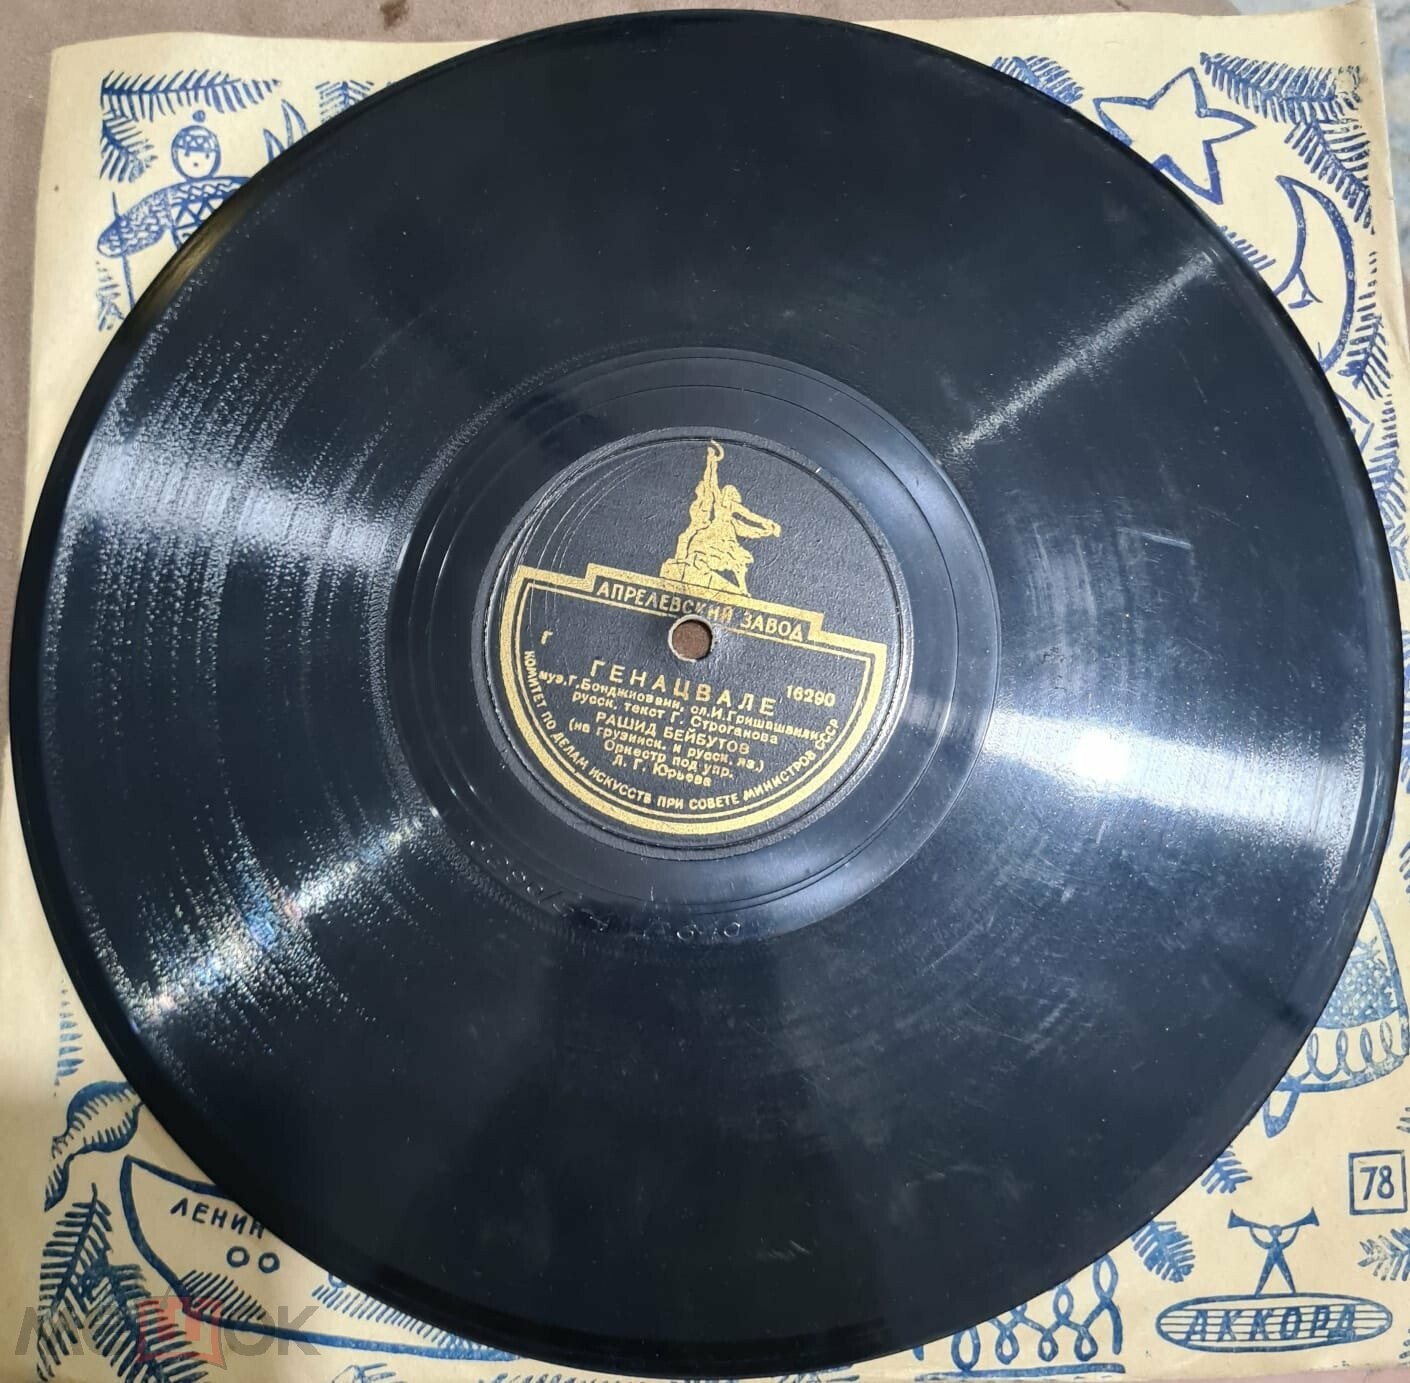 АПРЕЛЕВСКИЙ ЗАВОД
Г
ГЕНАЦВАЛЕ
16290
муз. Г. Бонджиовани, сл. И. Гришашвили
русск. текст Г. Строганова
РАШИД БЕЙБУТОВ
(на грузинск. и русск. яз.)
Оркестр под упр.
Л. Г. Юрьева
КОМИТЕТ ПО ДЕЛАМ ИСКУССТВ ПРИ СОВЕТЕ МИНИСТРОВ СССР
78
ЛЕНИН
АККОРД
МЕШОК